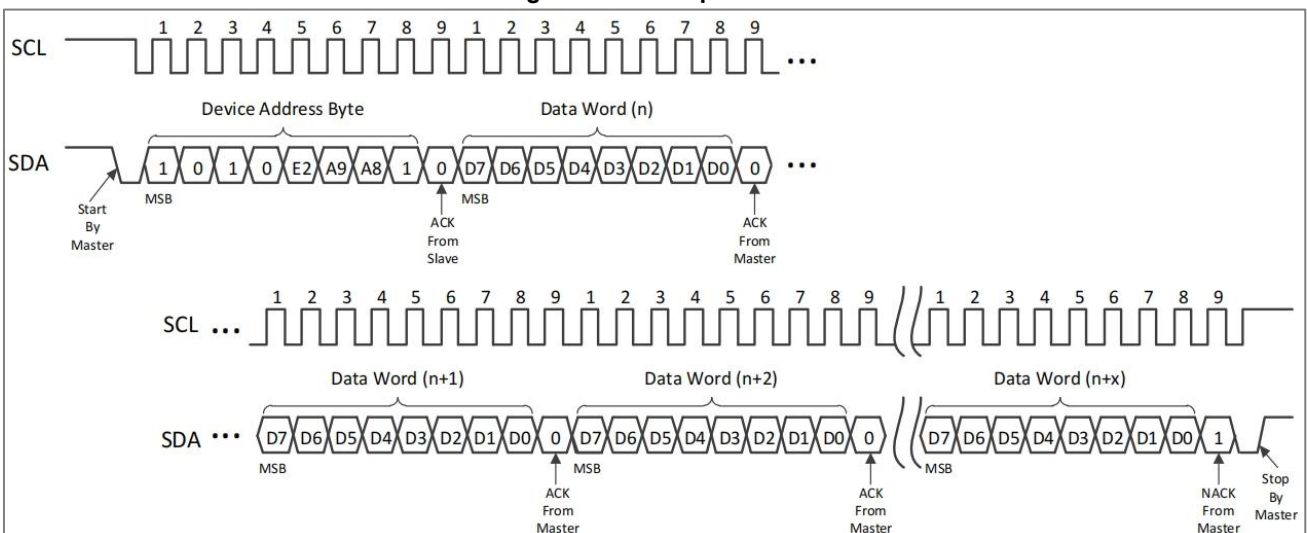 1 2 3 4 5 6 7 8 9 1 2 3 4 5 6 7 8 9
SCL ...
Device Address Byte Data Word (n)
SDA 1 0 1 0 E2 A9 A8 1 0 D7 D6 D5 D4 D3 D2 D1 D0 0 ...
MSB MSB
Start
By
Master
ACK
From
Slave
ACK
From
Master
1 2 3 4 5 6 7 8 9 1 2 3 4 5 6 7 8 9 1 2 3 4 5 6 7 8 9
SCL ...
Data Word (n+1) Data Word (n+2) Data Word (n+x)
SDA ... D7 D6 D5 D4 D3 D2 D1 D0 0 D7 D6 D5 D4 D3 D2 D1 D0 0 D7 D6 D5 D4 D3 D2 D1 D0 1
MSB MSB MSB
ACK
From
Master
ACK
From
Master
NACK
From
Master
Stop
By
Master